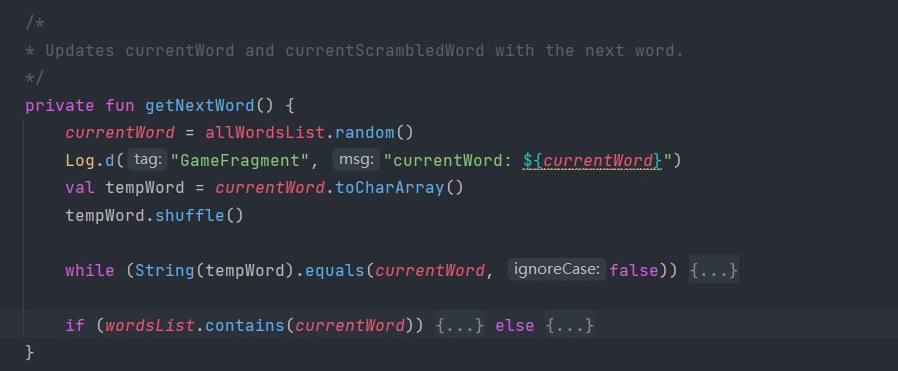 /*
* Updates currentWord and currentScrambledWord with the next word.
*/
private fun getNextWord() {
currentWord = allWordsList.random()
Log.d( tag: "GameFragment", msg: "currentWord: ${currentWord}")
val tempWord = currentWord.toCharArray()
tempWord.shuffle()
while (String(tempWord).equals(currentWord, ignoreCase: false)) {...}
if (wordsList.contains(currentWord)) {...} else {...}
}